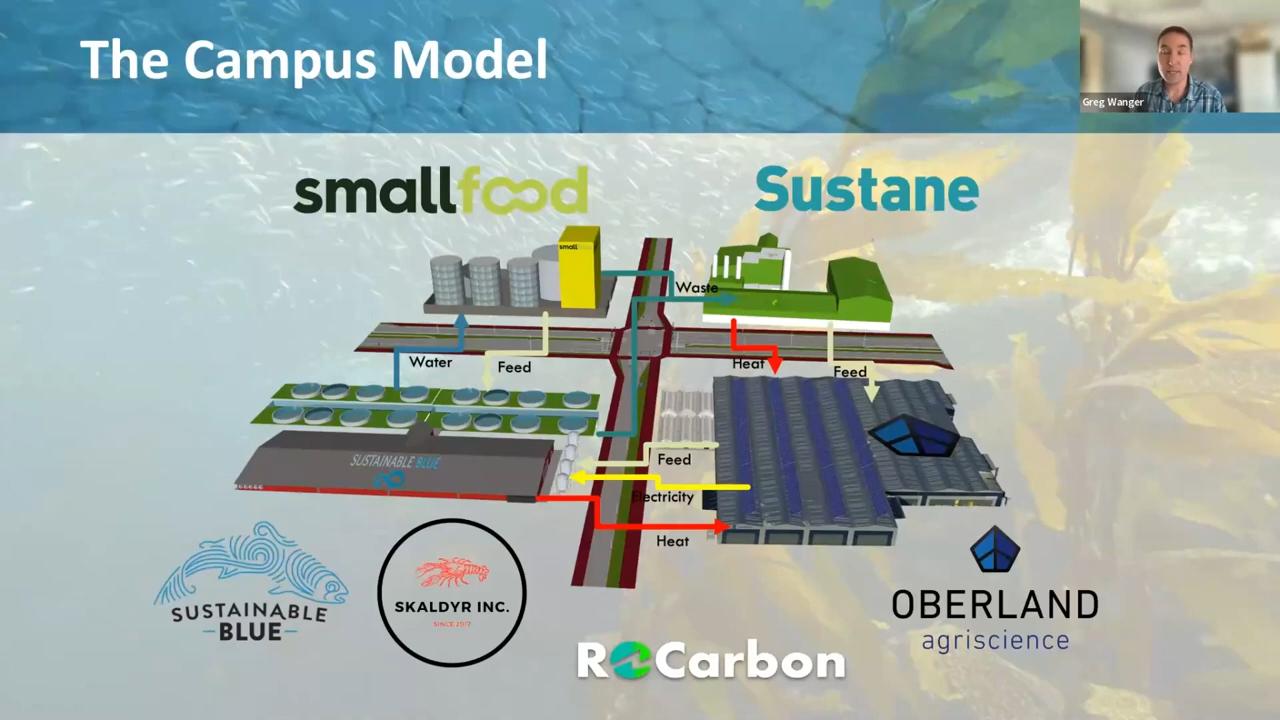 The Campus Model
Greg Wanger
smallfood
Sustane
small
Waste
Water
Feed
Heat
Feed
SUSTAINABLE BLUE
Feed
Electricity
Heat
SUSTAINABLE
BLUE
SKALDYR INC.
SINCE 2017
OBERLAND
agriscience
ReCarbon